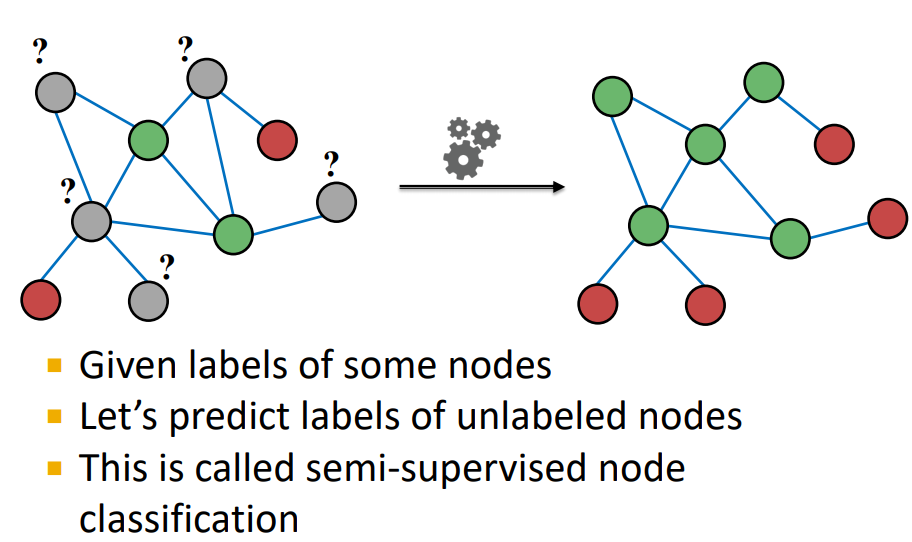 ?
?
?
?
?
Given labels of some nodes
Let’s predict labels of unlabeled nodes
This is called semi-supervised node
classification